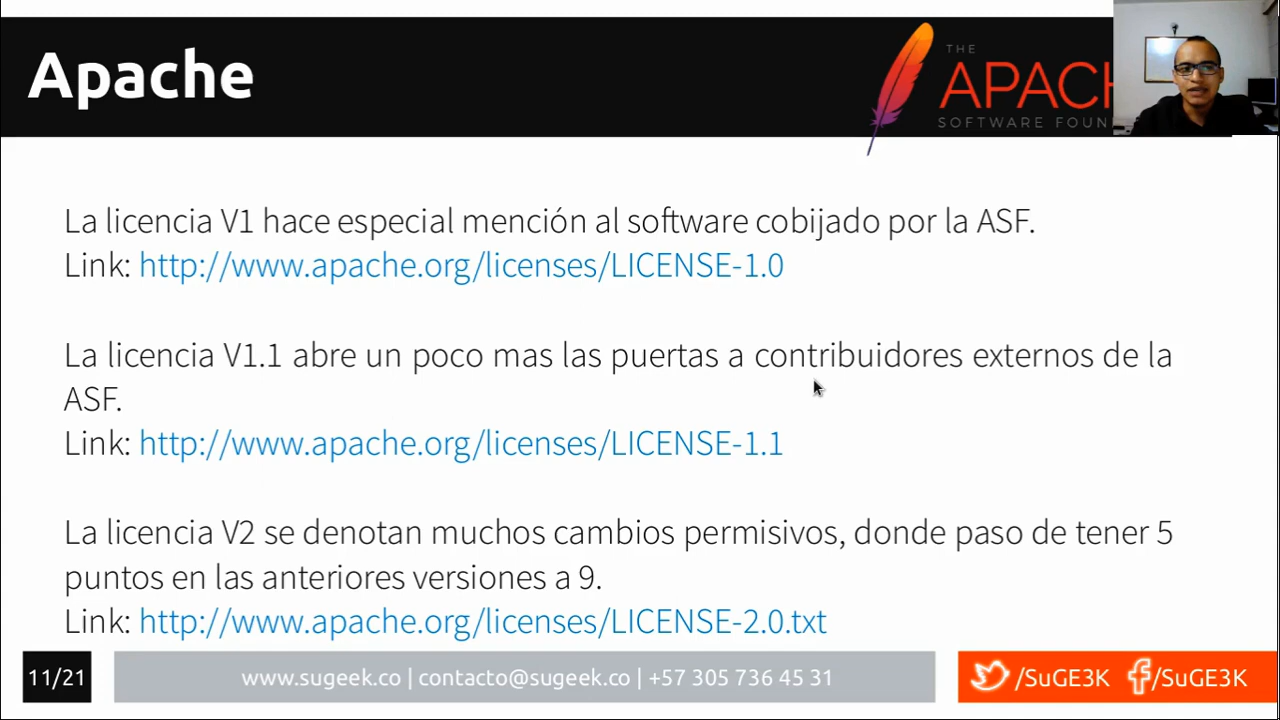 Apache
THE
APACH
SOFTWARE FOUN
La licencia V1 hace especial mención al software cobijado por la ASF.
Link: http://www.apache.org/licenses/LICENSE-1.0
La licencia V1.1 abre un poco mas las puertas a contribuidores externos de la
ASF.
Link: http://www.apache.org/licenses/LICENSE-1.1
La licencia V2 se denotan muchos cambios permisivos, donde paso de tener 5
puntos en las anteriores versiones a 9.
Link: http://www.apache.org/licenses/LICENSE-2.0.txt
11/21
www.sugeek.co | contacto@sugeek.co | +57 305 736 45 31
/SuGE3K
/SuGE3K